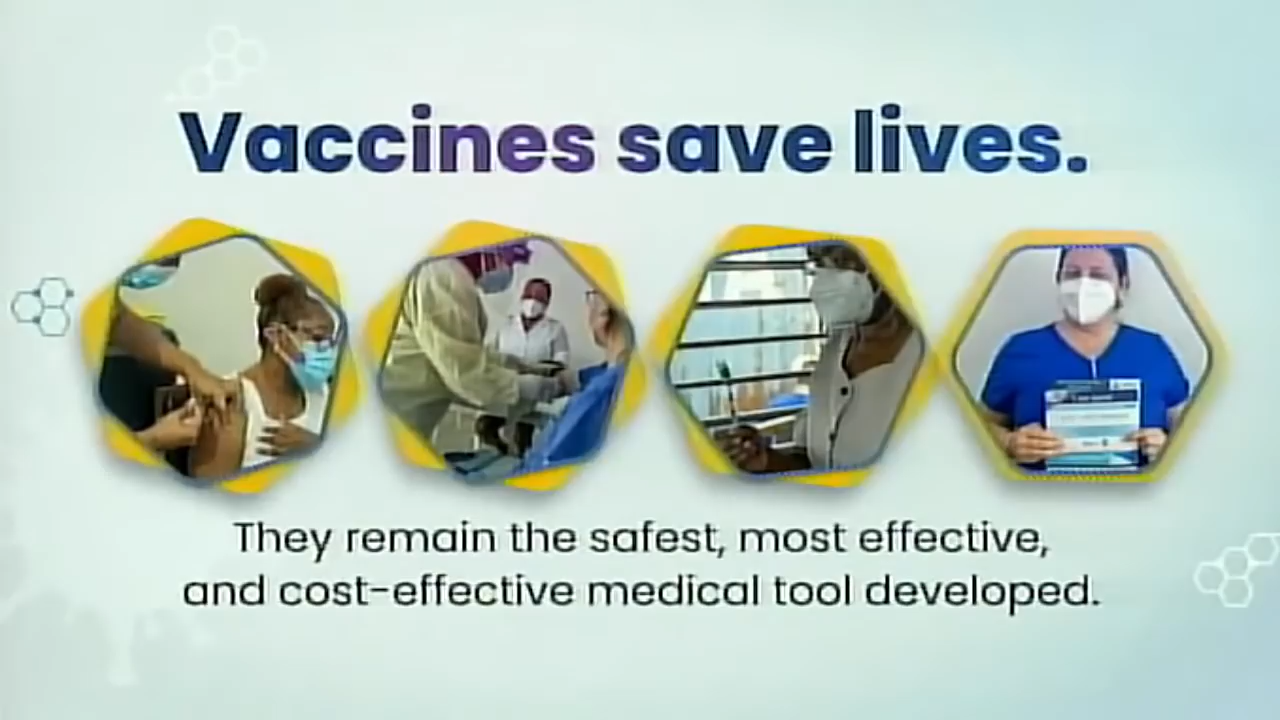 Vaccines save lives.
They remain the safest, most effective,
and cost-effective medical tool developed.